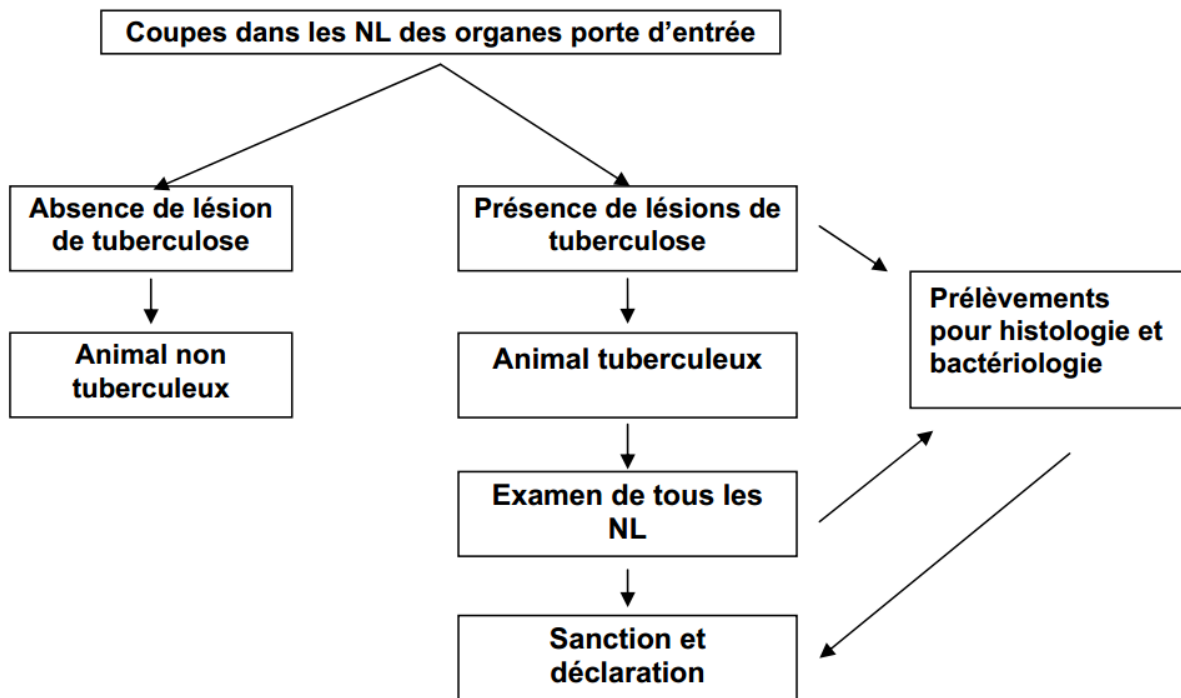 Coupes dans les NL des organes porte d’entrée
Absence de lésion
de tuberculose
Présence de lésions de
tuberculose
Prélèvements
pour histologie et
bactériologie
Animal non
tuberculeux
Animal tuberculeux
Examen de tous les
NL
Sanction et
déclaration